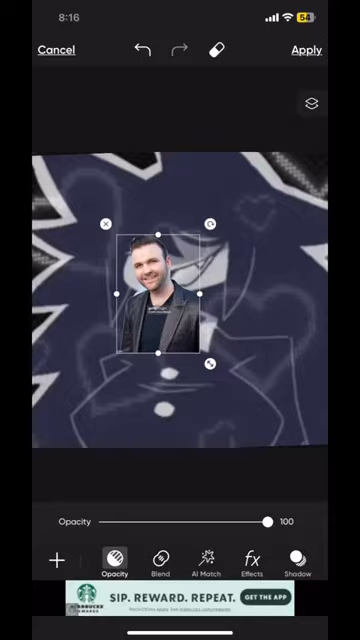 8:16
54
Cancel
Apply
Opacity
100
Opacity
Blend
AI Match
fx
Effects
Shadow
SIP. REWARD. REPEAT.
GET THE APP